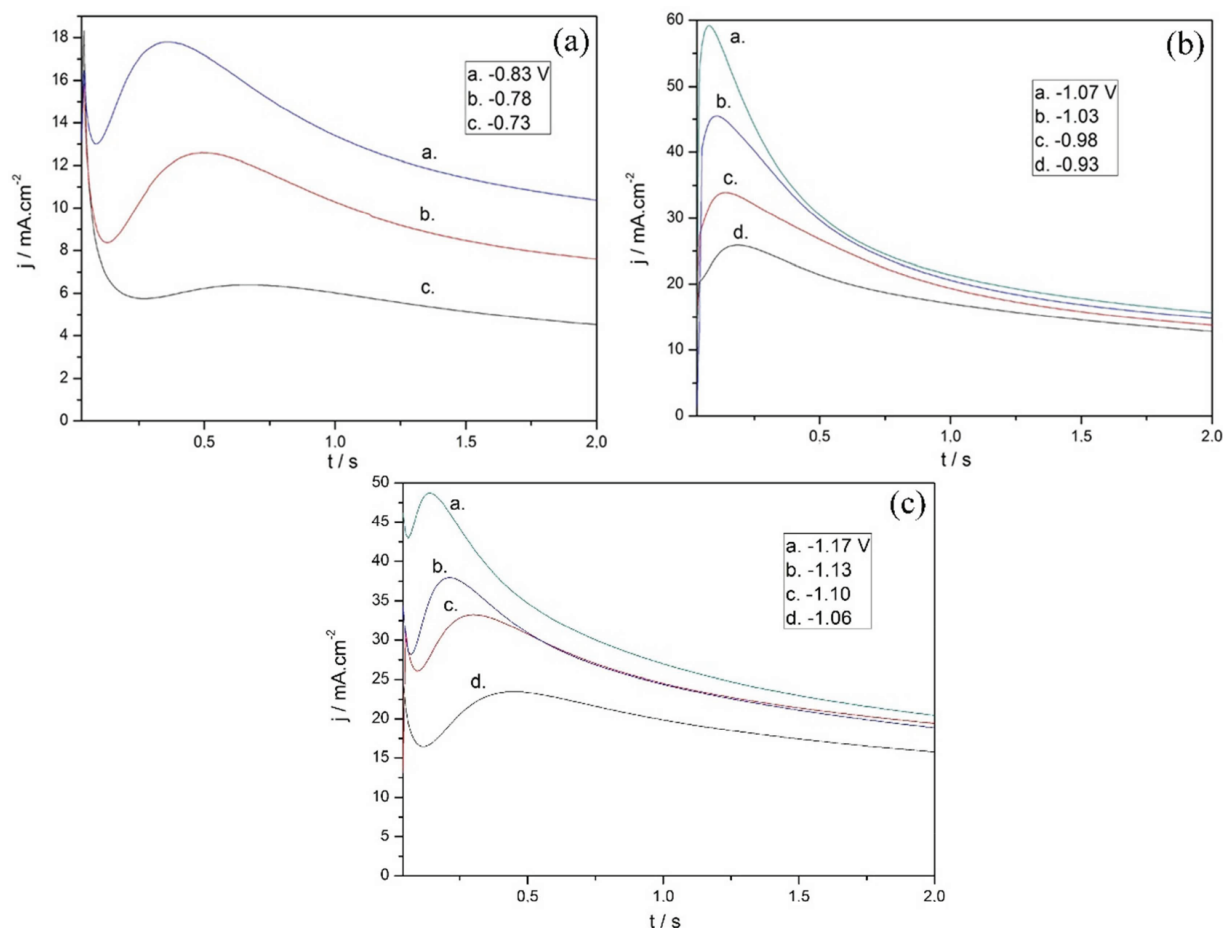 (a)
a. -0.83 V
b. -0.78
c. -0.73
a.
b.
c.
18
16
14
12
10
8
6
4
2
0
j / mA.cm-2
0.5 1.0 1.5 2.0
t / s
(b)
a. -1.07 V
b. -1.03
c. -0.98
d. -0.93
a.
b.
c.
d.
60
50
40
30
20
10
0
j / mA.cm-2
0.5 1.0 1.5 2.0
t / s
(c)
a. -1.17 V
b. -1.13
c. -1.10
d. -1.06
a.
b.
c.
d.
50
45
40
35
30
25
20
15
10
5
0
j / mA.cm-2
0.5 1.0 1.5 2.0
t / s